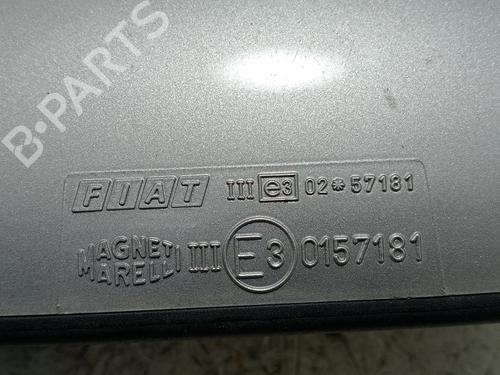 B-PARTS
FIAT III e3 02*57181
MAGNETI
MARELLI III E3 0157181